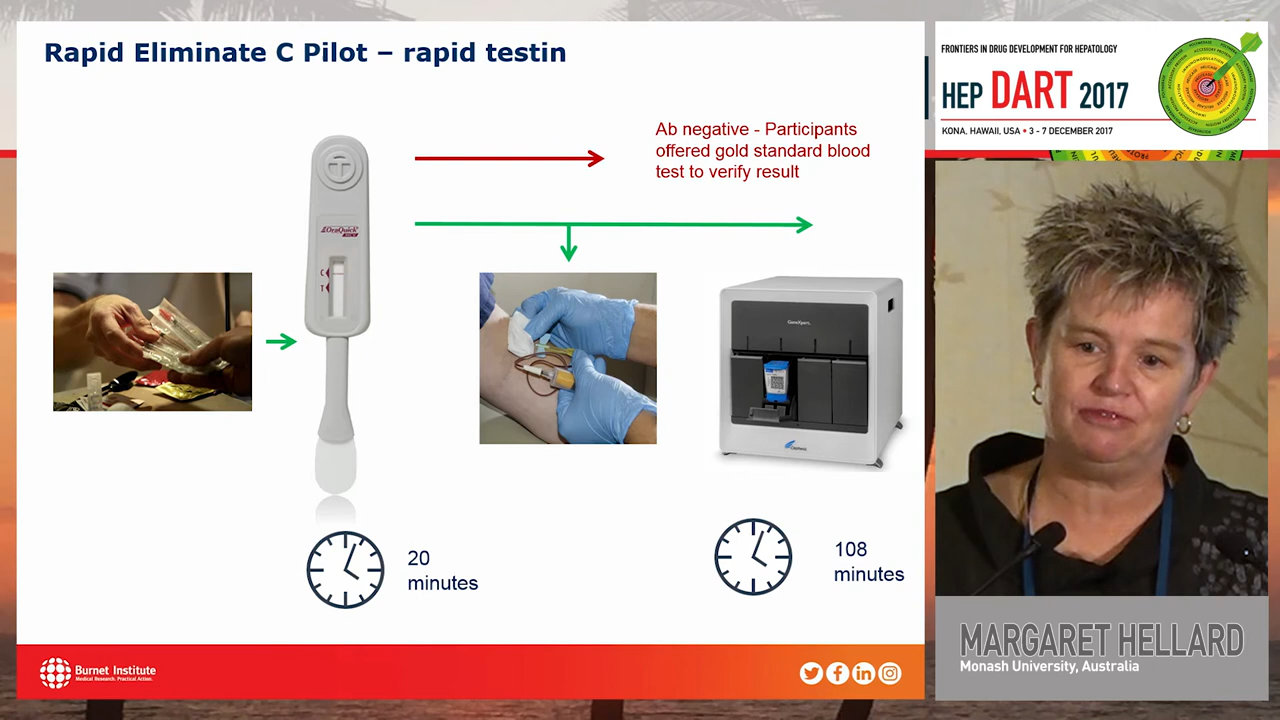 Rapid Eliminate C Pilot – rapid testin
Ab negative - Participants
offered gold standard blood
test to verify result
OraQuick
C
T
GeneXpert
Cepheid
20
minutes
108
minutes
Burnet Institute
Medical Research. Practical Action.
FRONTIERS IN DRUG DEVELOPMENT FOR HEPATOLOGY
HEP DART 2017
KONA, HAWAII, USA • 3 - 7 DECEMBER 2017
MARGARET HELLARD
Monash University, Australia